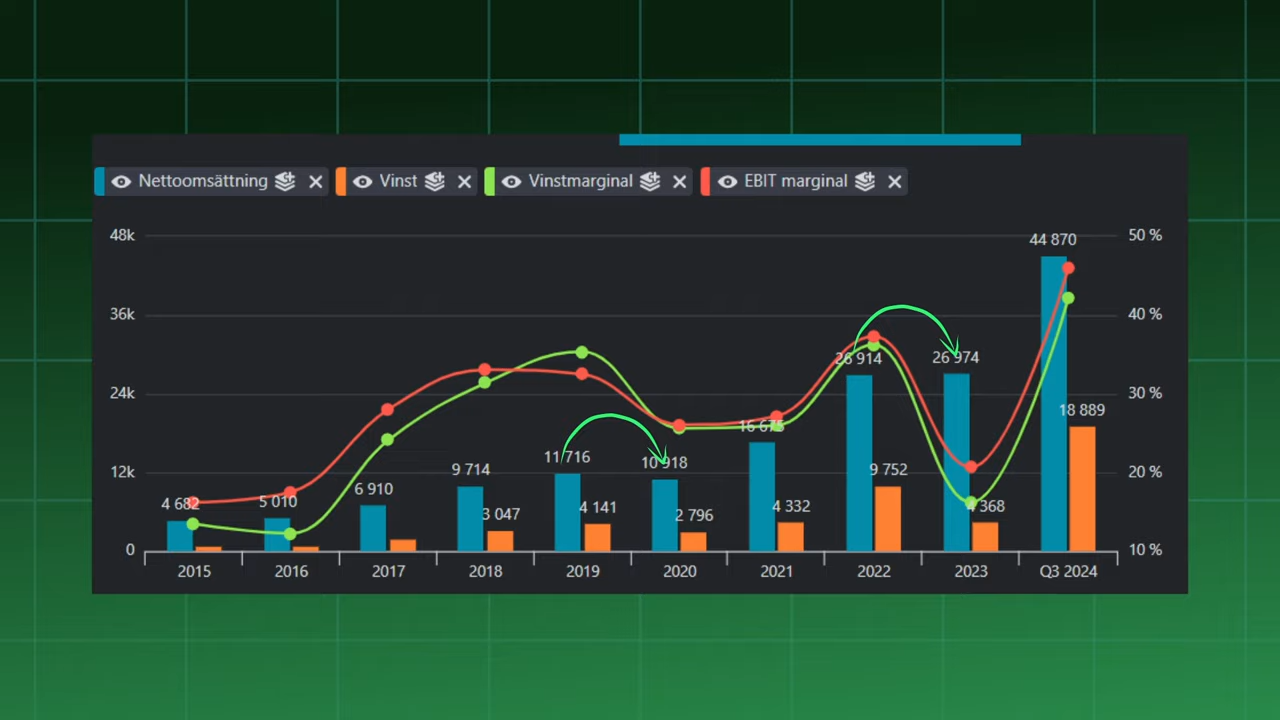 Nettoomsättning Vinst Vinstmarginal EBIT marginal
48k 50 %
44 870
36k 40 %
26 914 26 974
24k 30 %
18 889
16 675
11 716 10 918
12k 9 714 9 752 20 %
6 910
4 682 5 010 3 047 4 141 2 796 4 332 4 368
0 10 %
2015 2016 2017 2018 2019 2020 2021 2022 2023 Q3 2024